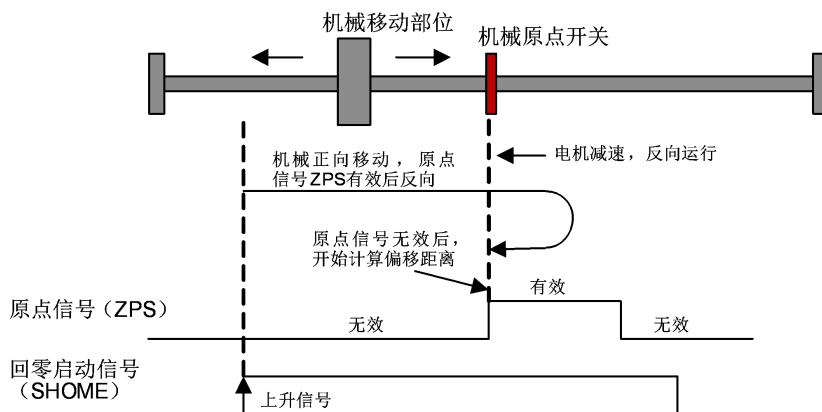 机械移动部位
机械原点开关
机械正向移动，原点
信号ZPS有效后反向
电机减速，反向运行
原点信号无效后，
开始计算偏移距离
有效
原点信号（ZPS）
无效
无效
回零启动信号
（SHOME）
上升信号